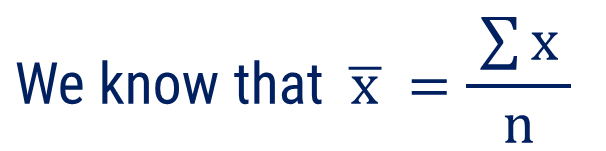 We know that x̅ = ∑ x / n